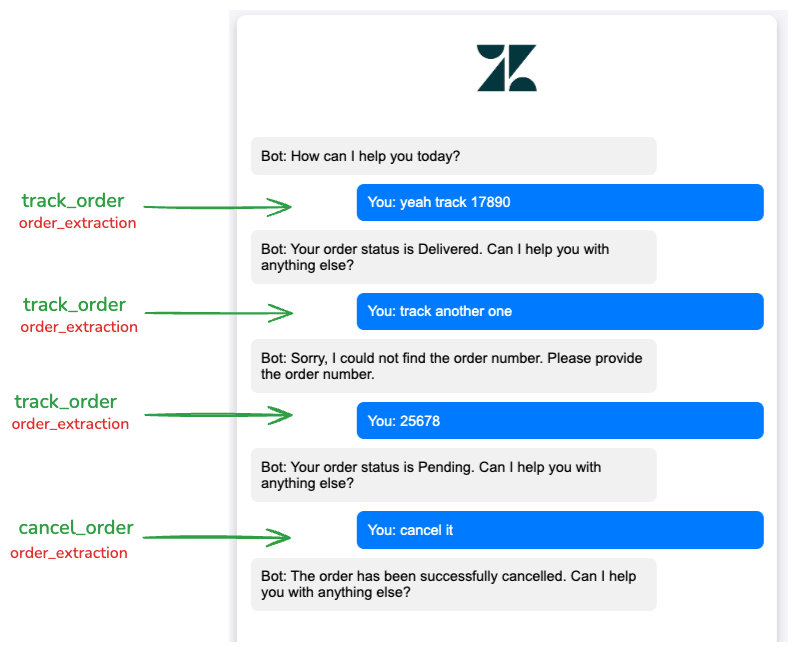 Bot: How can I help you today?
track_order
order_extraction
You: yeah track 17890
Bot: Your order status is Delivered. Can I help you with
anything else?
track_order
order_extraction
You: track another one
Bot: Sorry, I could not find the order number. Please provide
the order number.
track_order
order_extraction
You: 25678
Bot: Your order status is Pending. Can I help you with
anything else?
cancel_order
order_extraction
You: cancel it
Bot: The order has been successfully cancelled. Can I help
you with anything else?